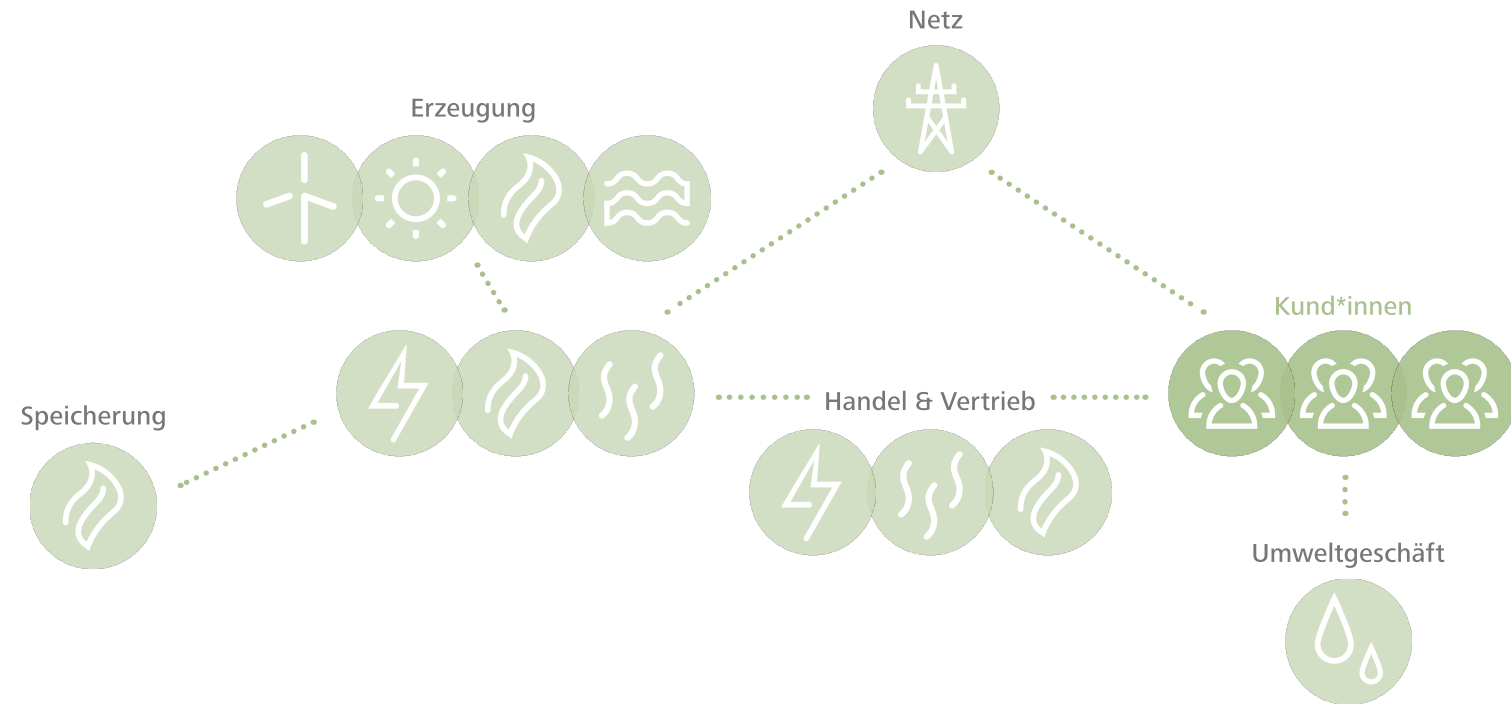 Netz
Erzeugung
Kund*innen
Handel & Vertrieb
Speicherung
Umweltgeschäft